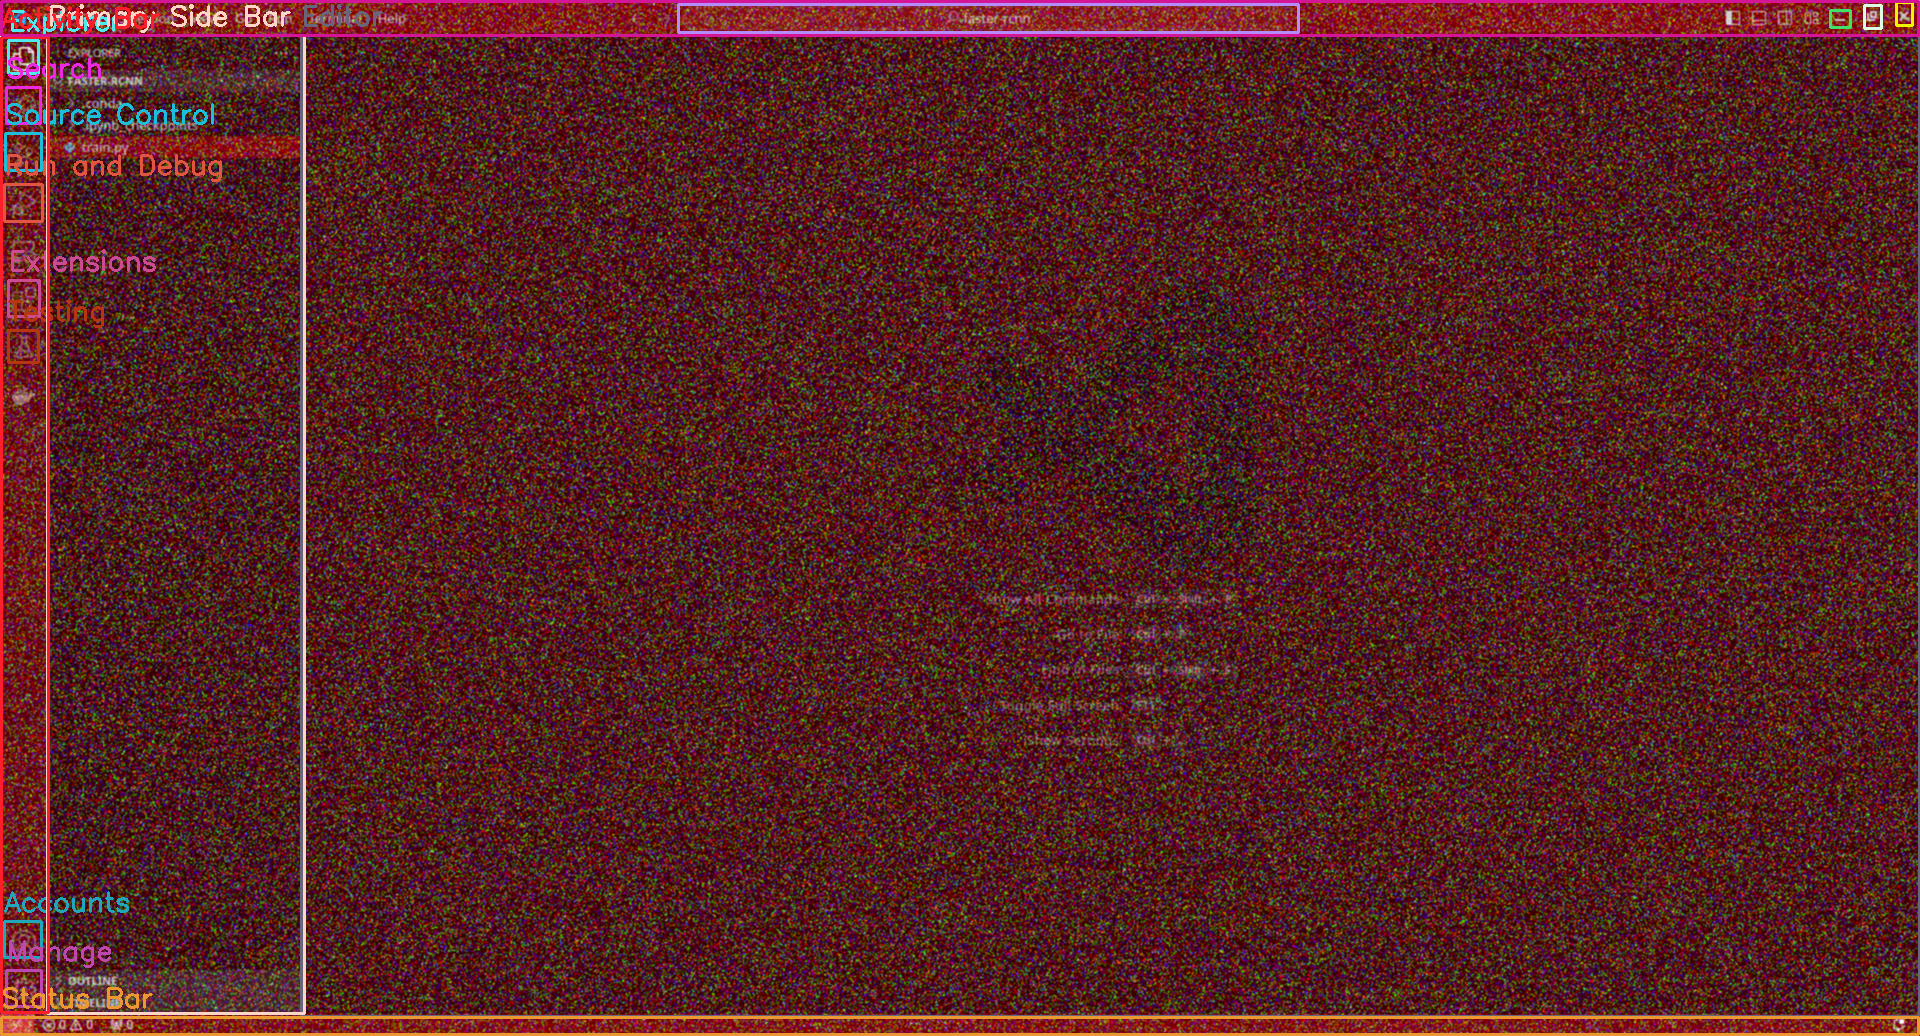 Primary Side Bar Editor
Explorer
Terminal Help
faster-rcnn
EXPLORER
Search
FASTER-RCNN
.conda
Source Control
.ipynb_checkpoints
train.py
Run and Debug
Extensions
Testing
Show All Commands Ctrl + Shift + P
Go to File Ctrl + P
Find in Files Ctrl + Shift + F
Toggle Full Screen F11
Show Settings Ctrl + ,
Accounts
Manage
OUTLINE
Status Bar
0 0 0